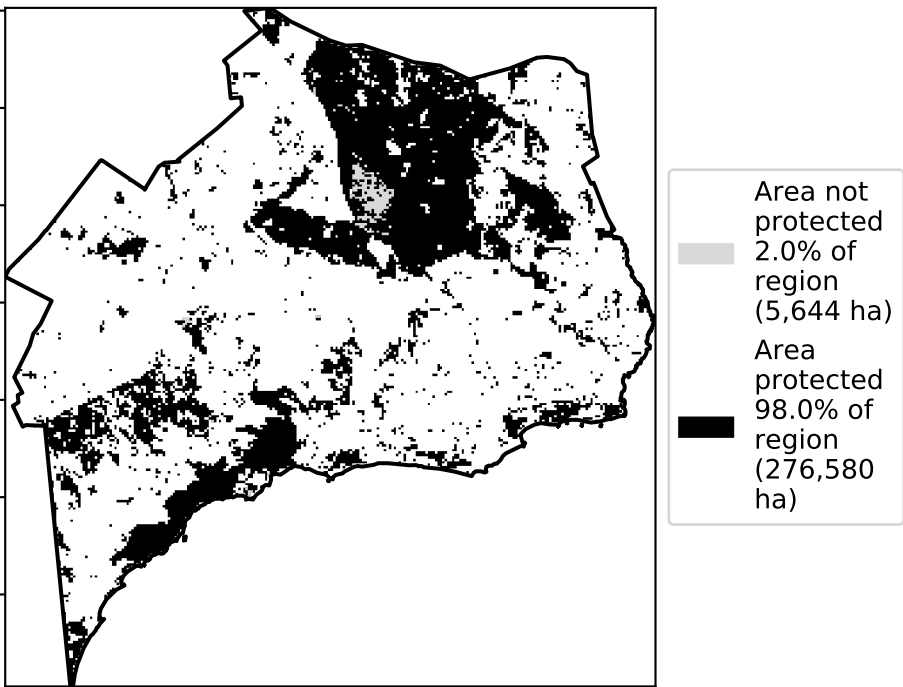 Area not
protected
2.0% of
region
(5,644 ha)
Area
protected
98.0% of
region
(276,580
ha)